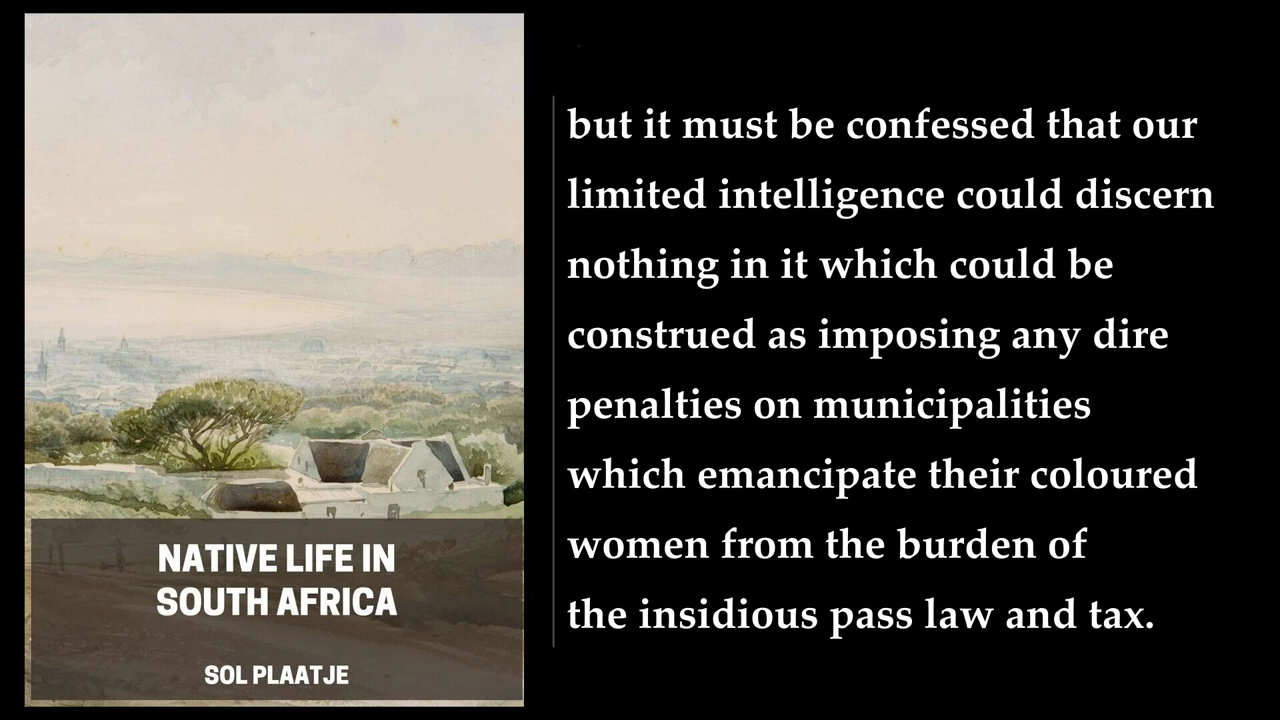 NATIVE LIFE IN
SOUTH AFRICA
SOL PLAATJE
but it must be confessed that our
limited intelligence could discern
nothing in it which could be
construed as imposing any dire
penalties on municipalities
which emancipate their coloured
women from the burden of
the insidious pass law and tax.